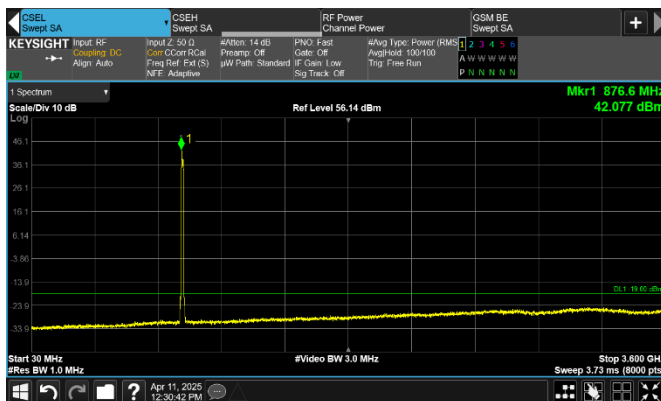 CSEL
Swept SA
CSEH
Swept SA
RF Power
Channel Power
GSM BE
Swept SA
KEYSIGHT
Input: RF
Coupling: DC
Align: Auto
Input Z: 50 Ω
Corr CCorr RCal
Freq Ref: Ext (S)
NFE: Adaptive
#Atten: 14 dB
Preamp: Off
µW Path: Standard
PNO: Fast
Gate: Off
IF Gain: Low
Sig Track: Off
#Avg Type: Power (RMS
Avg|Hold: 100/100
Trig: Free Run
1 2 3 4 5 6
A W W W W W
P N N N N N
LXI
1 Spectrum
Scale/Div 10 dB
Log
Ref Level 56.14 dBm
Mkr1 876.6 MHz
42.077 dBm
46.1
36.1
26.1
16.1
6.14
-3.86
-13.9
-23.9
-33.9
1
Start 30 MHz
#Res BW 1.0 MHz
#Video BW 3.0 MHz
Stop 3.600 GHz
Sweep 3.73 ms (8000 pts)
Apr 11, 2025
12:30:42 PM